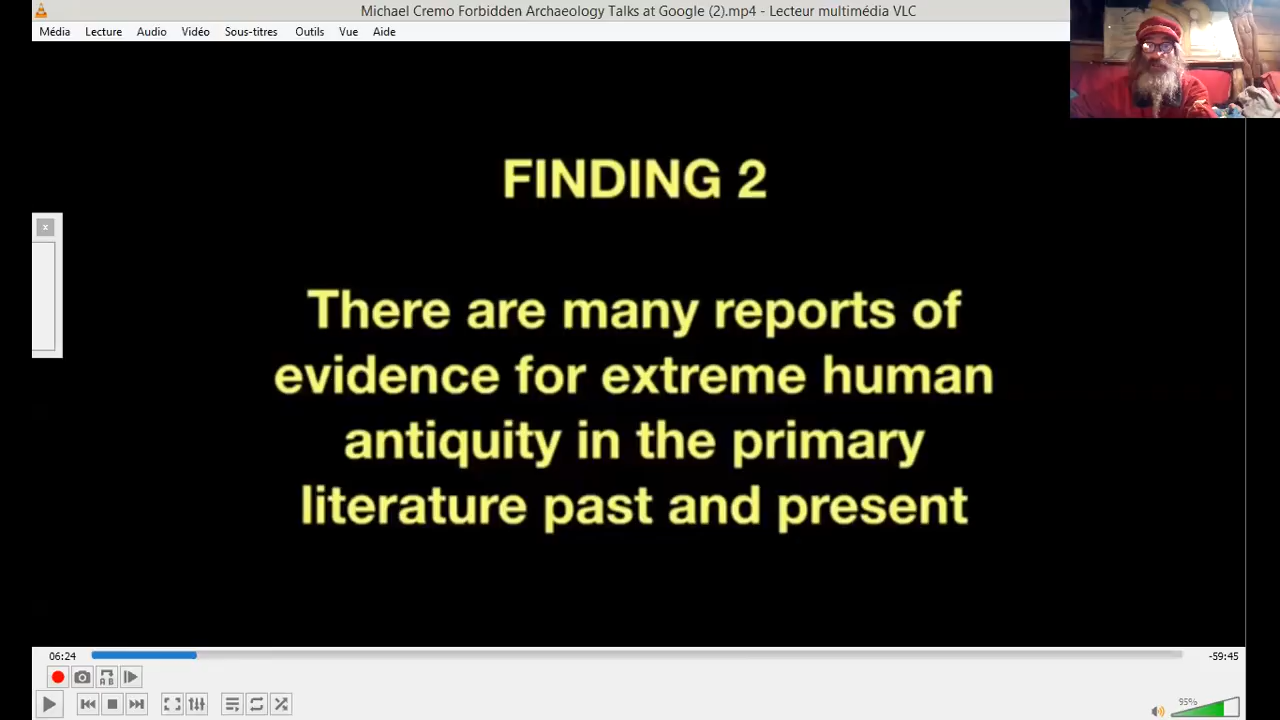 Michael Cremo Forbidden Archaeology Talks at Google (2).mp4 - Lecteur multimédia VLC
Média Lecture Audio Vidéo Sous-titres Outils Vue Aide
x
FINDING 2
There are many reports of
evidence for extreme human
antiquity in the primary
literature past and present
06:24 -59:45
A B
95%